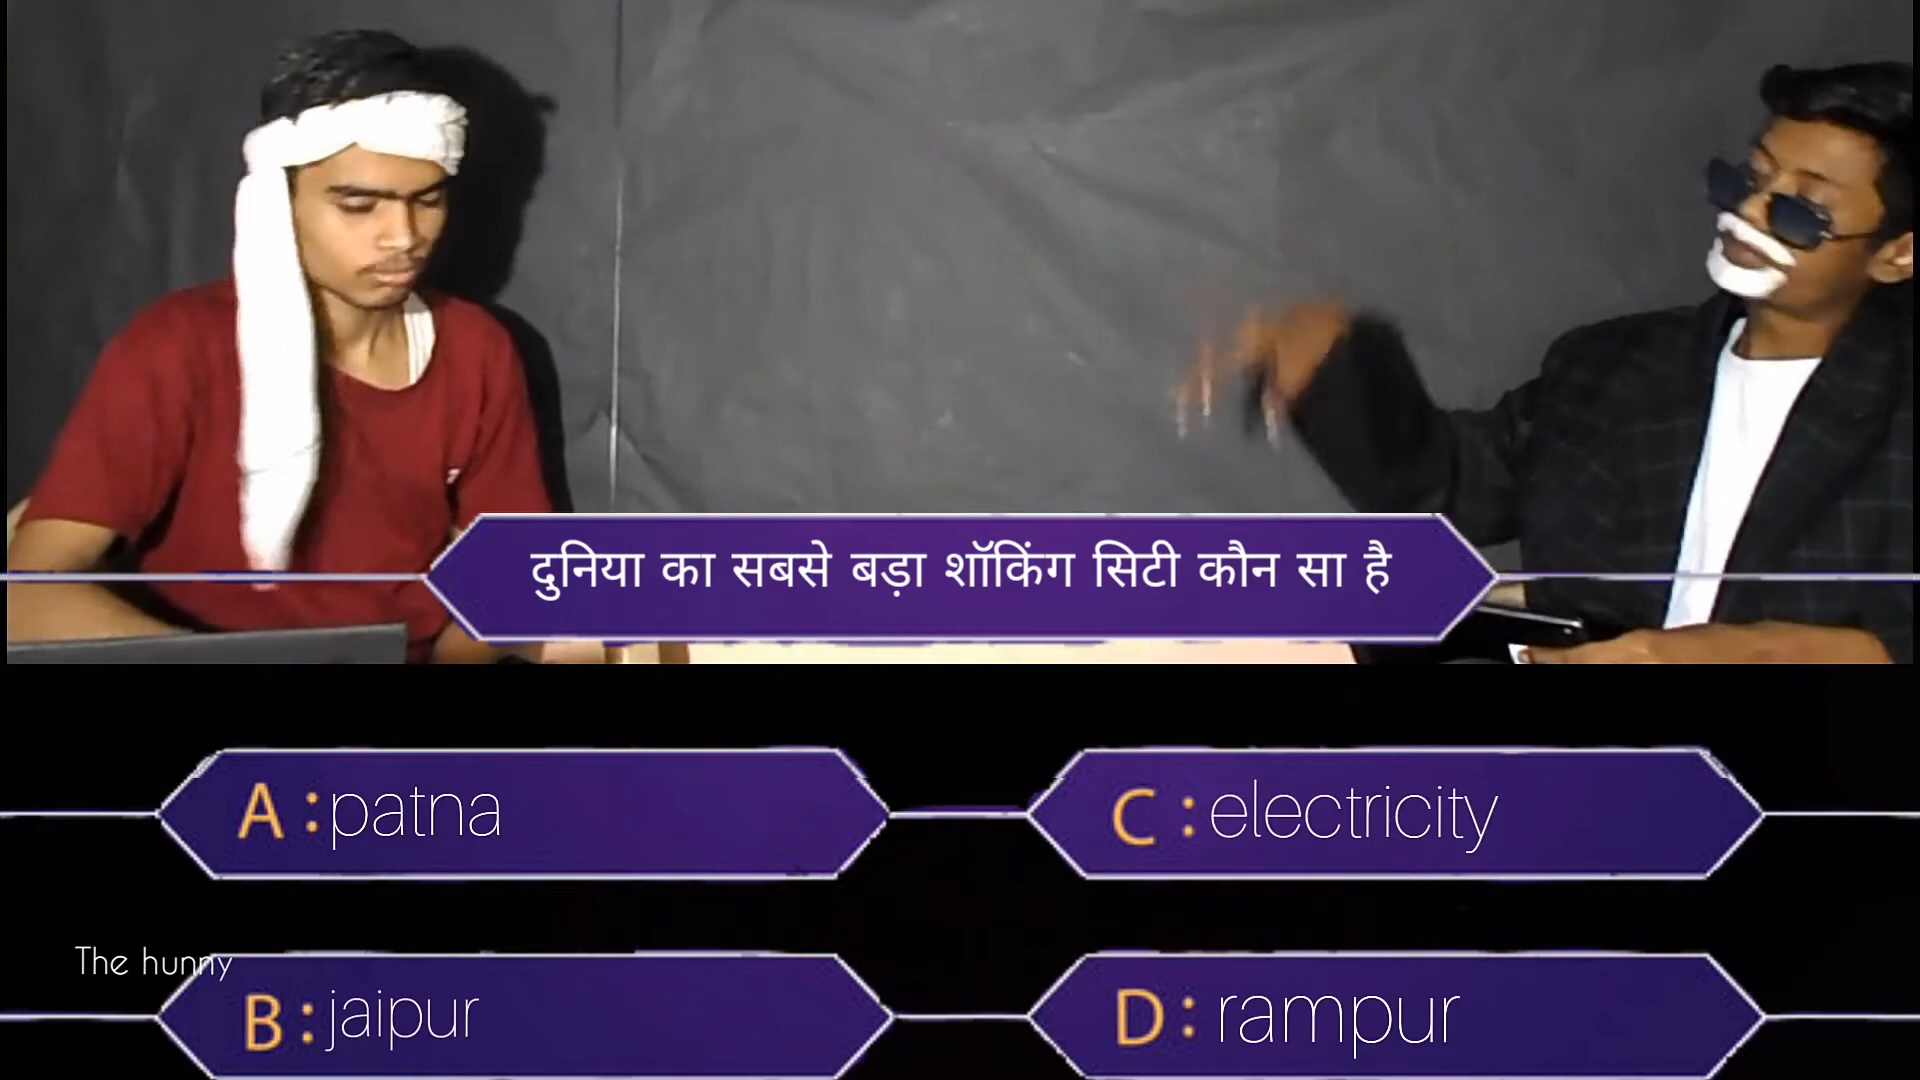 दुनिया का सबसे बड़ा शॉकिंग सिटी कौन सा है
A : patna
C : electricity
The hunny
B : jaipur
D : rampur